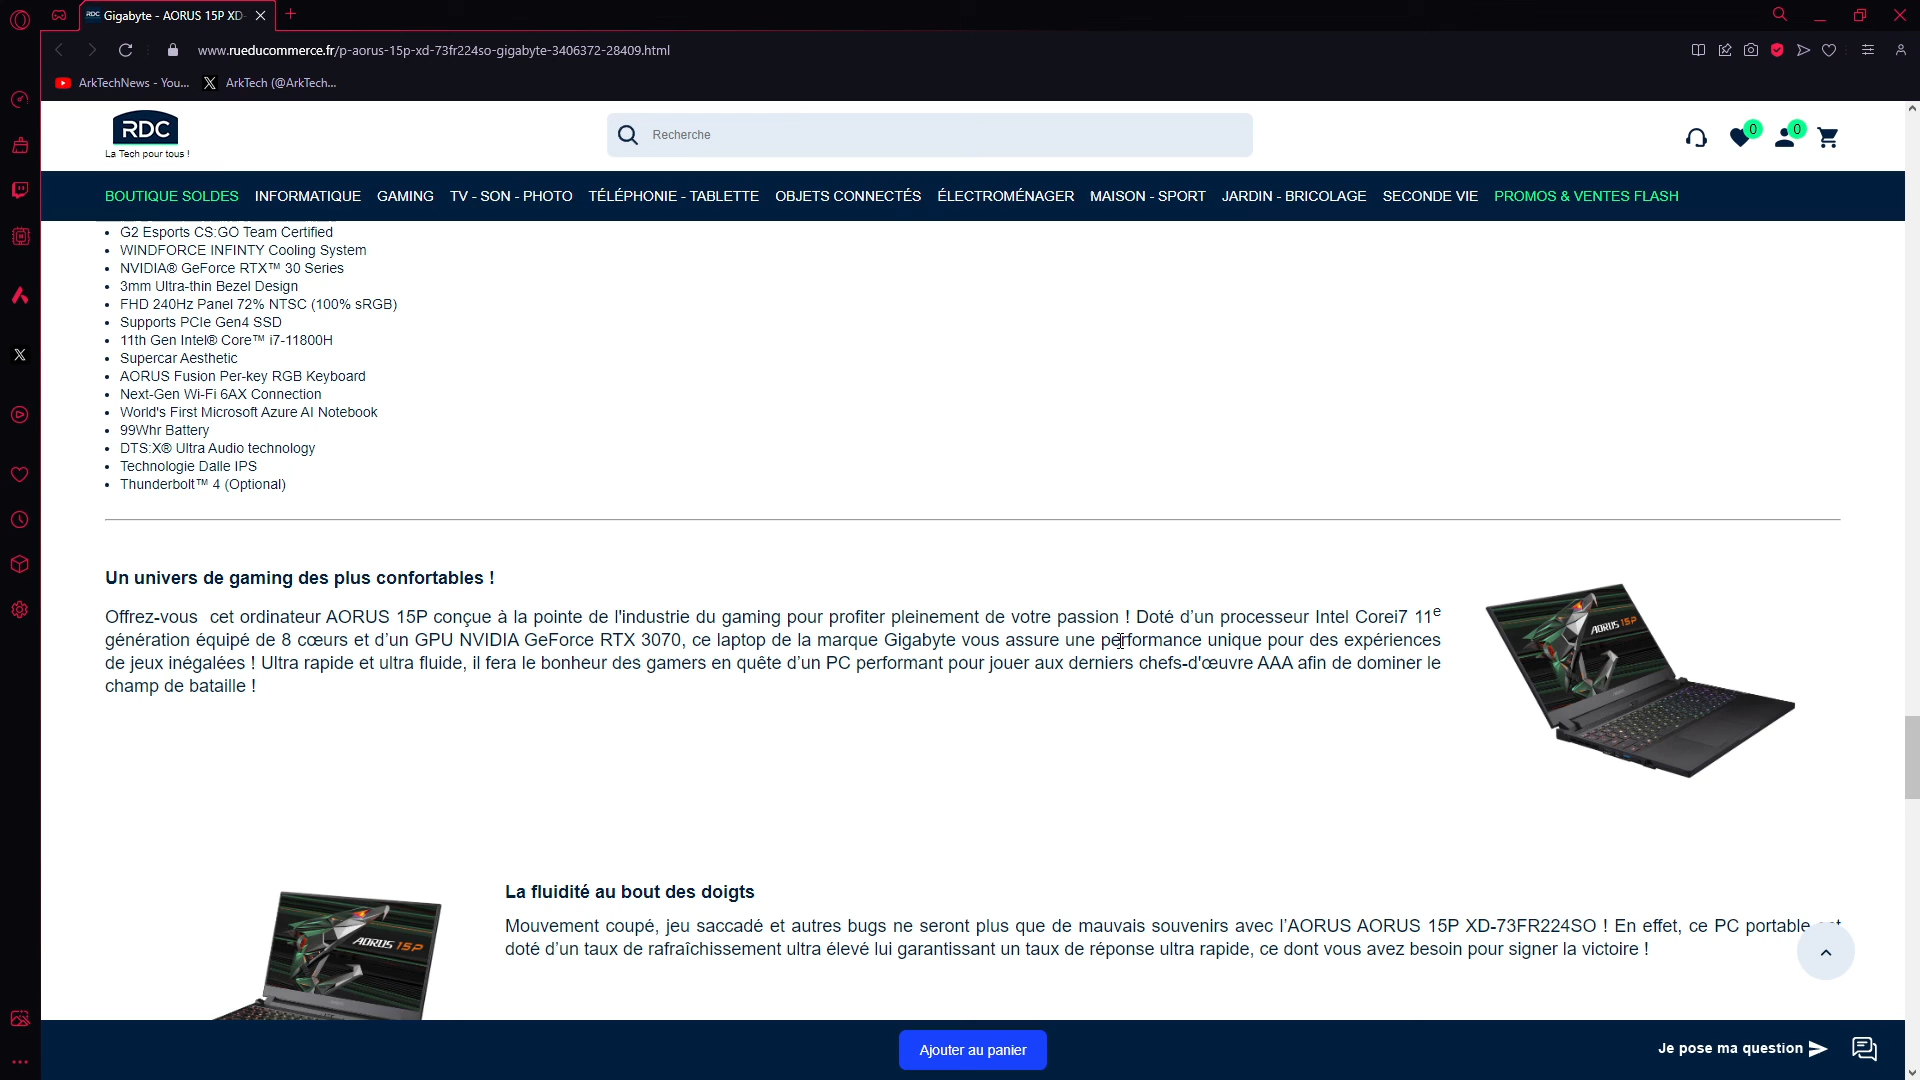 RDC Gigabyte - AORUS 15P XD-
www.rueducommerce.fr/p-aorus-15p-xd-73fr224so-gigabyte-3406372-28409.html
ArkTechNews - You... X ArkTech (@ArkTech...
RDC
La Tech pour tous !
Recherche
0 0
BOUTIQUE SOLDES INFORMATIQUE GAMING TV - SON - PHOTO TÉLÉPHONIE - TABLETTE OBJETS CONNECTÉS ÉLECTROMÉNAGER MAISON - SPORT JARDIN - BRICOLAGE SECONDE VIE PROMOS & VENTES FLASH
• G2 Esports CS:GO Team Certified
• WINDFORCE INFINTY Cooling System
• NVIDIA® GeForce RTX™ 30 Series
• 3mm Ultra-thin Bezel Design
• FHD 240Hz Panel 72% NTSC (100% sRGB)
• Supports PCIe Gen4 SSD
• 11th Gen Intel® Core™ i7-11800H
• Supercar Aesthetic
• AORUS Fusion Per-key RGB Keyboard
• Next-Gen Wi-Fi 6AX Connection
• World's First Microsoft Azure AI Notebook
• 99Whr Battery
• DTS:X® Ultra Audio technology
• Technologie Dalle IPS
• Thunderbolt™ 4 (Optional)
Un univers de gaming des plus confortables !
Offrez-vous cet ordinateur AORUS 15P conçue à la pointe de l'industrie du gaming pour profiter pleinement de votre passion ! Doté d’un processeur Intel Corei7 11e
génération équipé de 8 cœurs et d’un GPU NVIDIA GeForce RTX 3070, ce laptop de la marque Gigabyte vous assure une performance unique pour des expériences
de jeux inégalées ! Ultra rapide et ultra fluide, il fera le bonheur des gamers en quête d’un PC performant pour jouer aux derniers chefs-d'œuvre AAA afin de dominer le
champ de bataille !
AORUS 15P
La fluidité au bout des doigts
Mouvement coupé, jeu saccadé et autres bugs ne seront plus que de mauvais souvenirs avec l’AORUS AORUS 15P XD-73FR224SO ! En effet, ce PC portable
doté d’un taux de rafraîchissement ultra élevé lui garantissant un taux de réponse ultra rapide, ce dont vous avez besoin pour signer la victoire !
AORUS 15P
Ajouter au panier
Je pose ma question